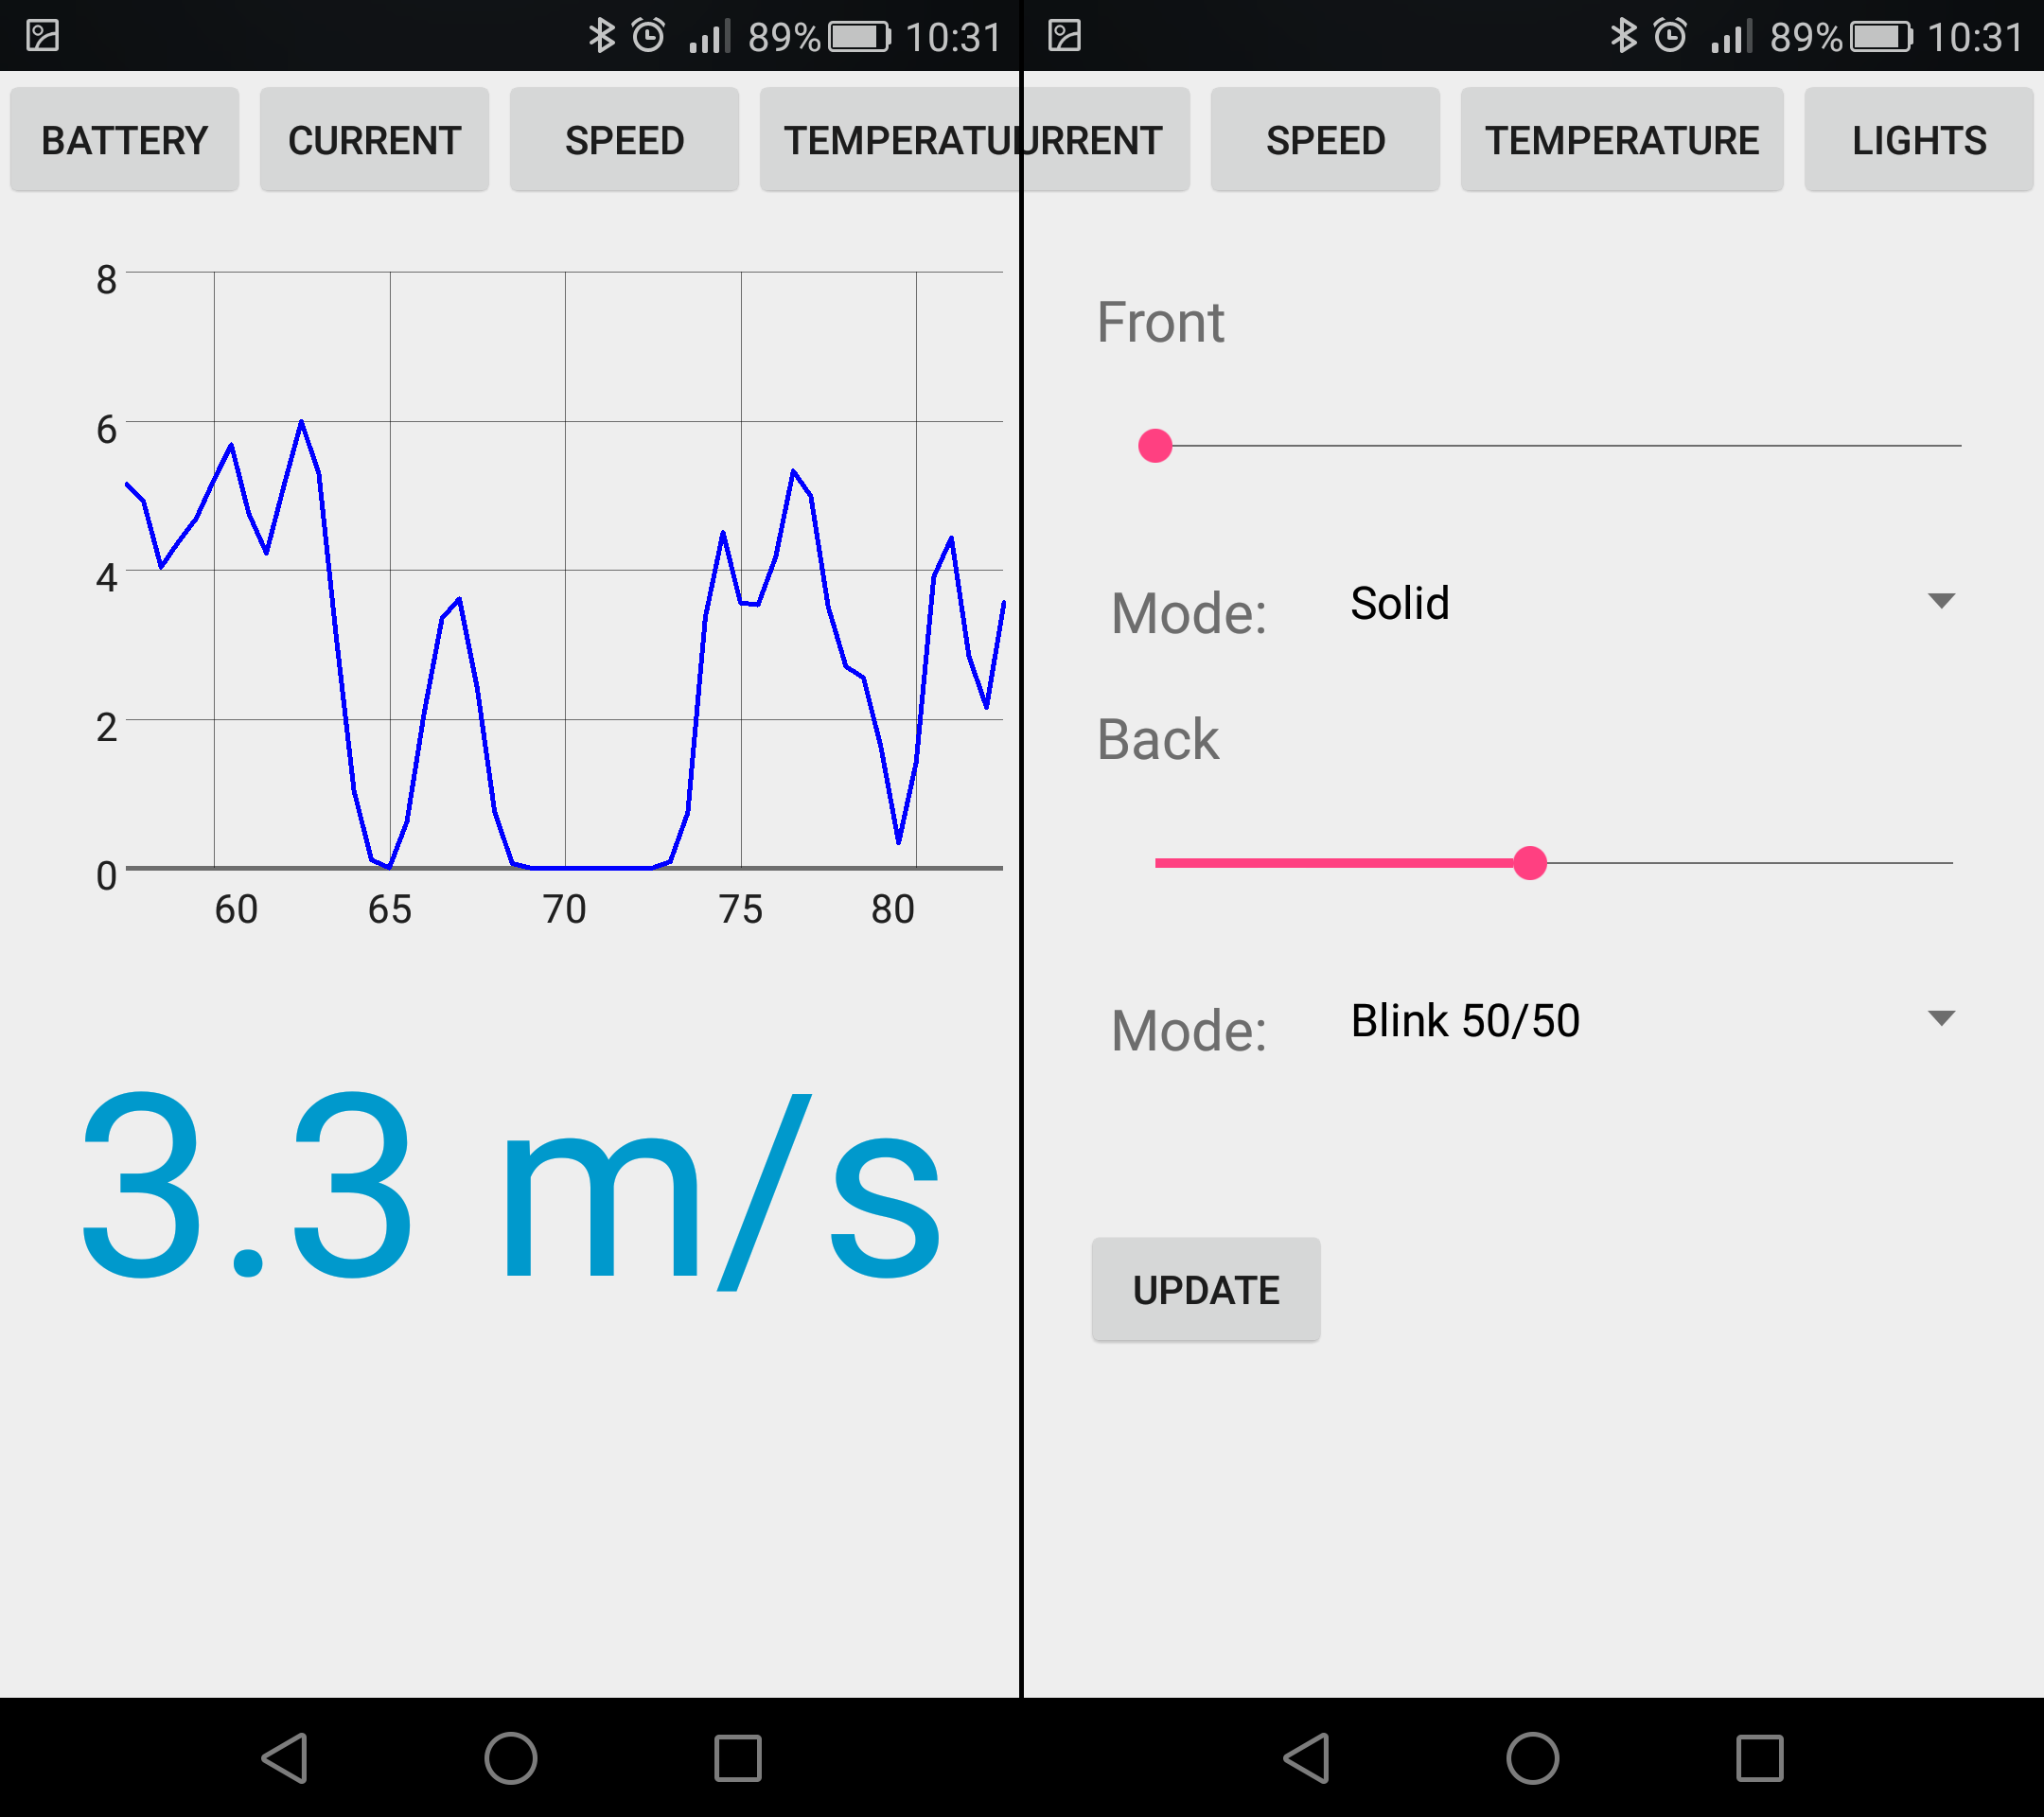 89% 10:31
BATTERY CURRENT SPEED TEMPERATU
8
6
4
2
0
60 65 70 75 80
3.3 m/s
89% 10:31
URRENT SPEED TEMPERATURE LIGHTS
Front
Mode: Solid
Back
Mode: Blink 50/50
UPDATE